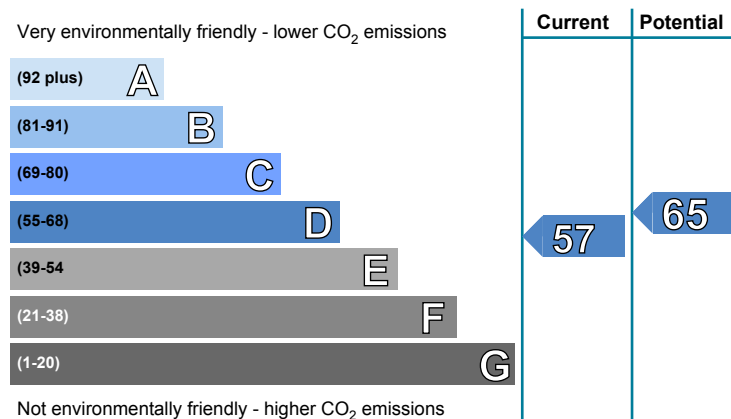 Very environmentally friendly - lower CO₂ emissions
Current
Potential
(92 plus) A
(81-91) B
(69-80) C
(55-68) D
(39-54 E
(21-38) F
(1-20) G
57
65
Not environmentally friendly - higher CO₂ emissions